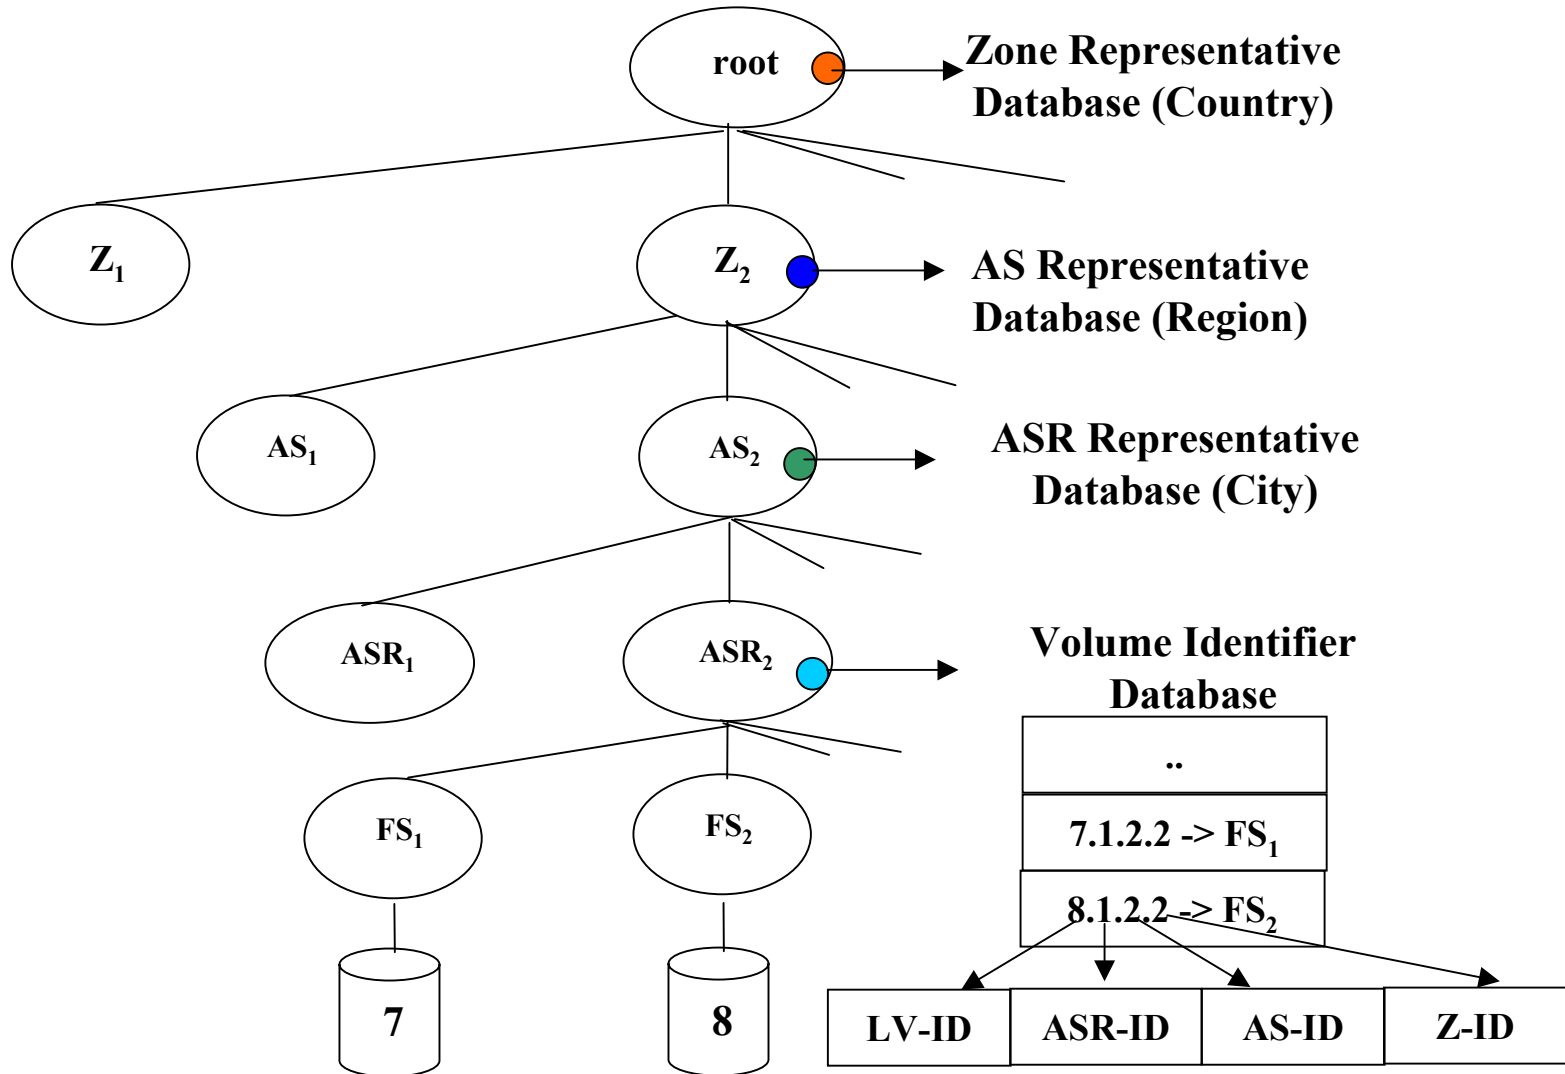 root
Zone Representative
Database (Country)
Z1
Z2
AS Representative
Database (Region)
AS1
AS2
ASR Representative
Database (City)
ASR1
ASR2
Volume Identifier
Database
..
FS1
FS2
7.1.2.2 -> FS1
8.1.2.2 -> FS2
7
8
LV-ID
ASR-ID
AS-ID
Z-ID